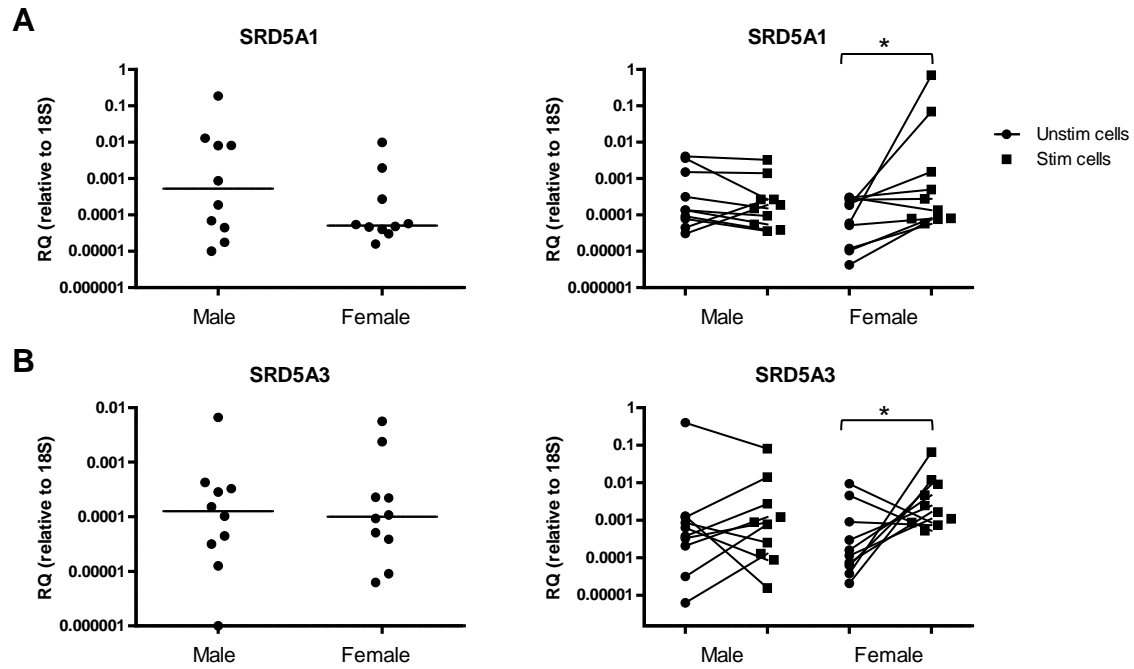 A
SRD5A1
RQ (relative to 18S)
1
0.1
0.01
0.001
0.0001
0.00001
0.000001
Male
Female
SRD5A1
*
RQ (relative to 18S)
1
0.1
0.01
0.001
0.0001
0.00001
0.000001
Male
Female
Unstim cells
Stim cells
B
SRD5A3
RQ (relative to 18S)
0.01
0.001
0.0001
0.00001
0.000001
Male
Female
SRD5A3
*
RQ (relative to 18S)
1
0.1
0.01
0.001
0.0001
0.00001
Male
Female